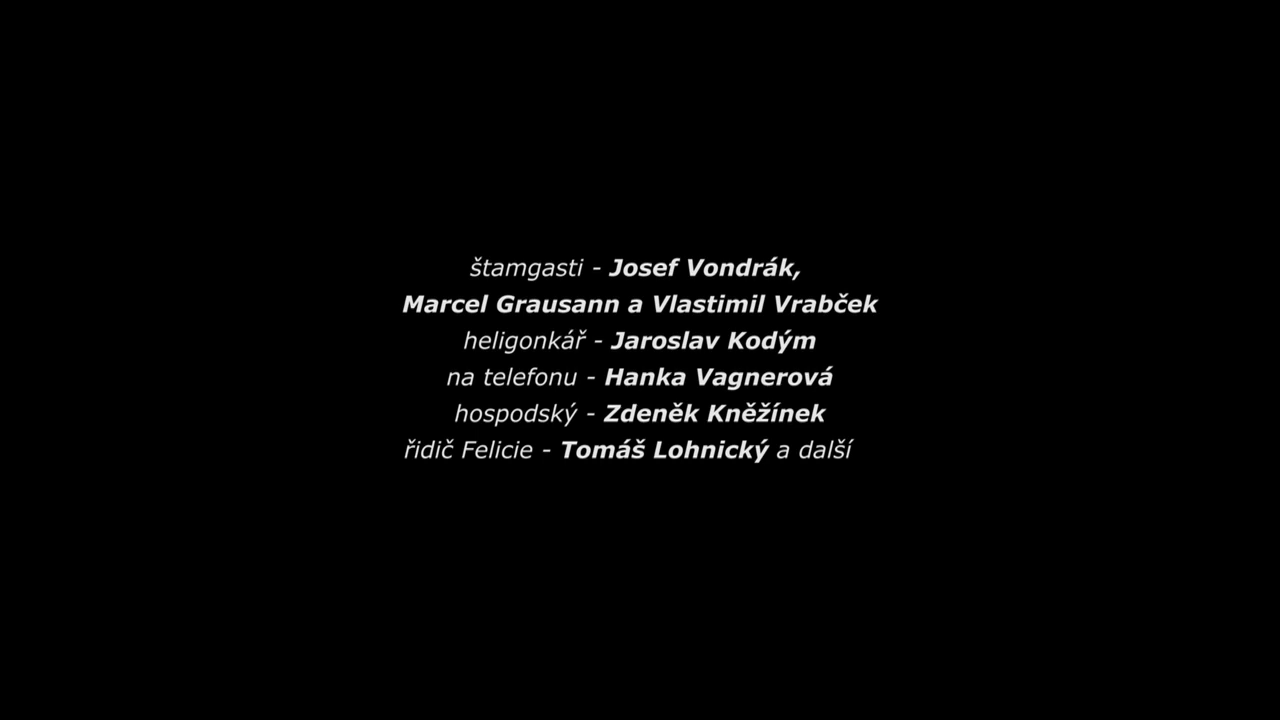 štamgasti - Josef Vondrák,
Marcel Grausann a Vlastimil Vrabček
heligonkář - Jaroslav Kodým
na telefonu - Hanka Vagnerová
hospodský - Zdeněk Kněžínek
řidič Felicie - Tomáš Lohnický a další